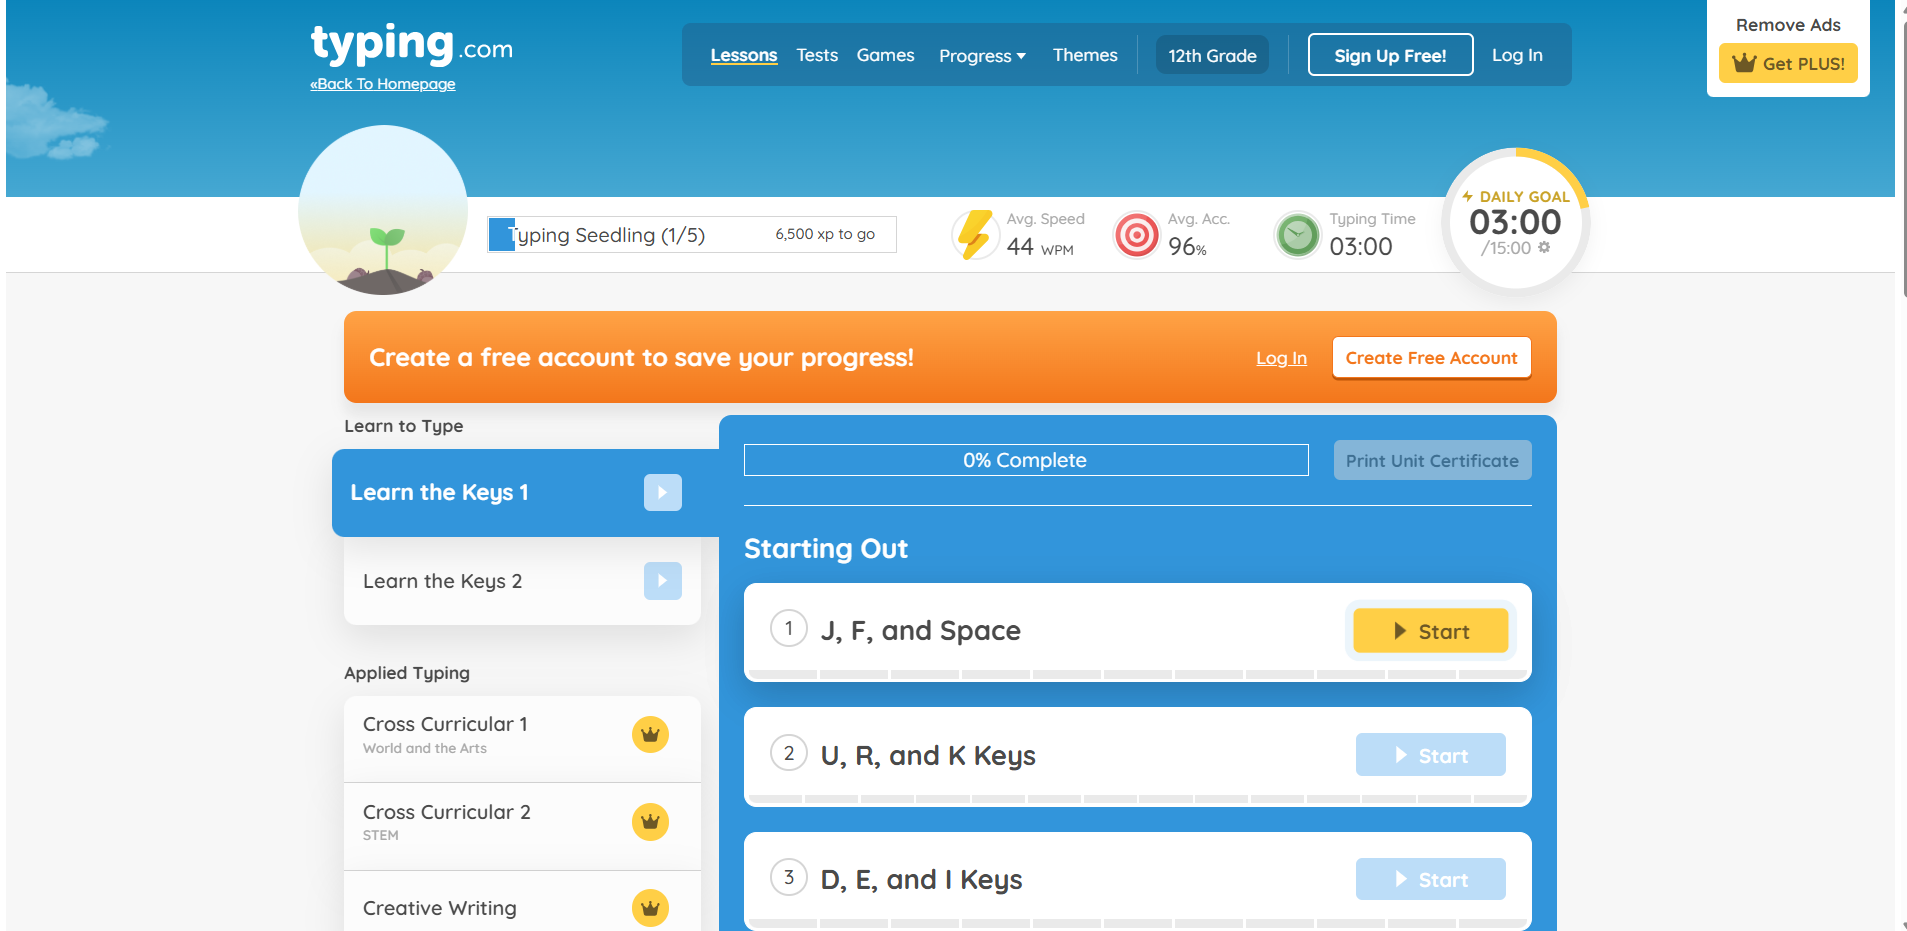 typing.com
«Back To Homepage
Lessons Tests Games Progress Themes 12th Grade Sign Up Free! Log In
Remove Ads
Get PLUS!
Typing Seedling (1/5) 6,500 xp to go
Avg. Speed
44 WPM
Avg. Acc.
96%
Typing Time
03:00
DAILY GOAL
03:00
/15:00
Create a free account to save your progress! Log In Create Free Account
Learn to Type
Learn the Keys 1
Learn the Keys 2
Applied Typing
Cross Curricular 1
World and the Arts
Cross Curricular 2
STEM
Creative Writing
0% Complete Print Unit Certificate
Starting Out
1 J, F, and Space Start
2 U, R, and K Keys Start
3 D, E, and I Keys Start